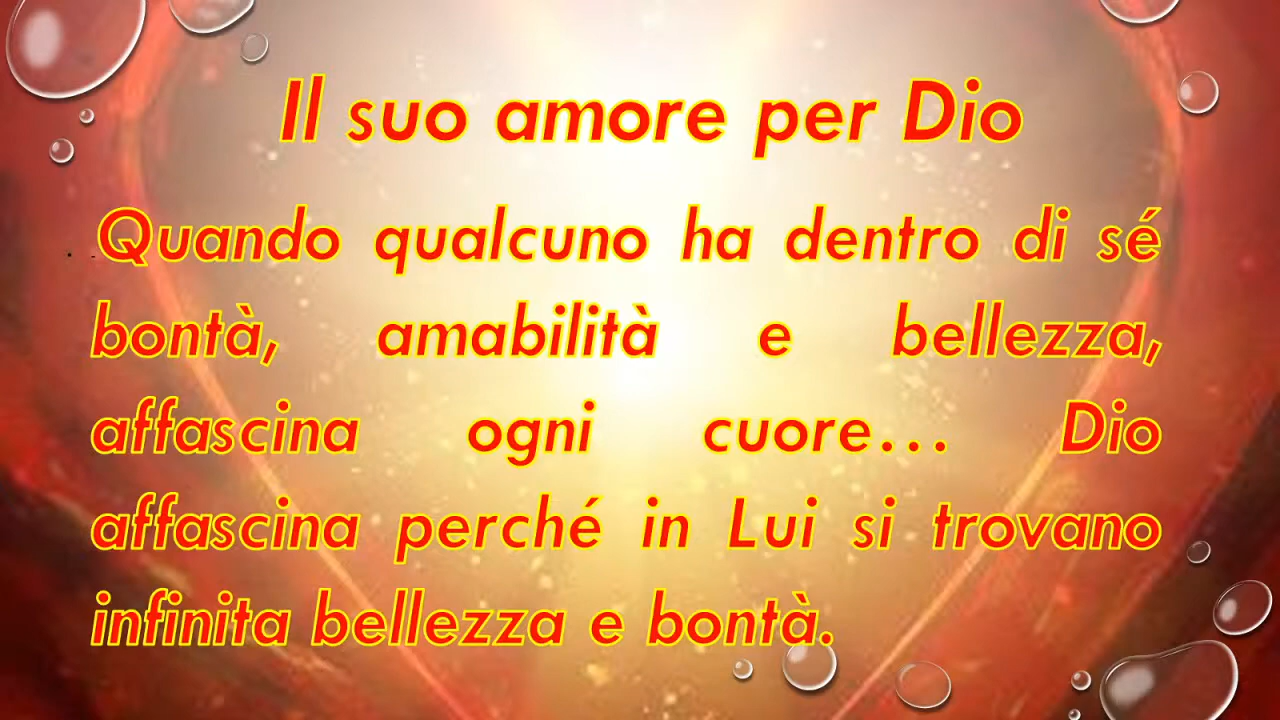 Il suo amore per Dio
Quando qualcuno ha dentro di sé
bontà, amabilità e bellezza,
affascina ogni cuore… Dio
affascina perché in Lui si trovano
infinita bellezza e bontà.